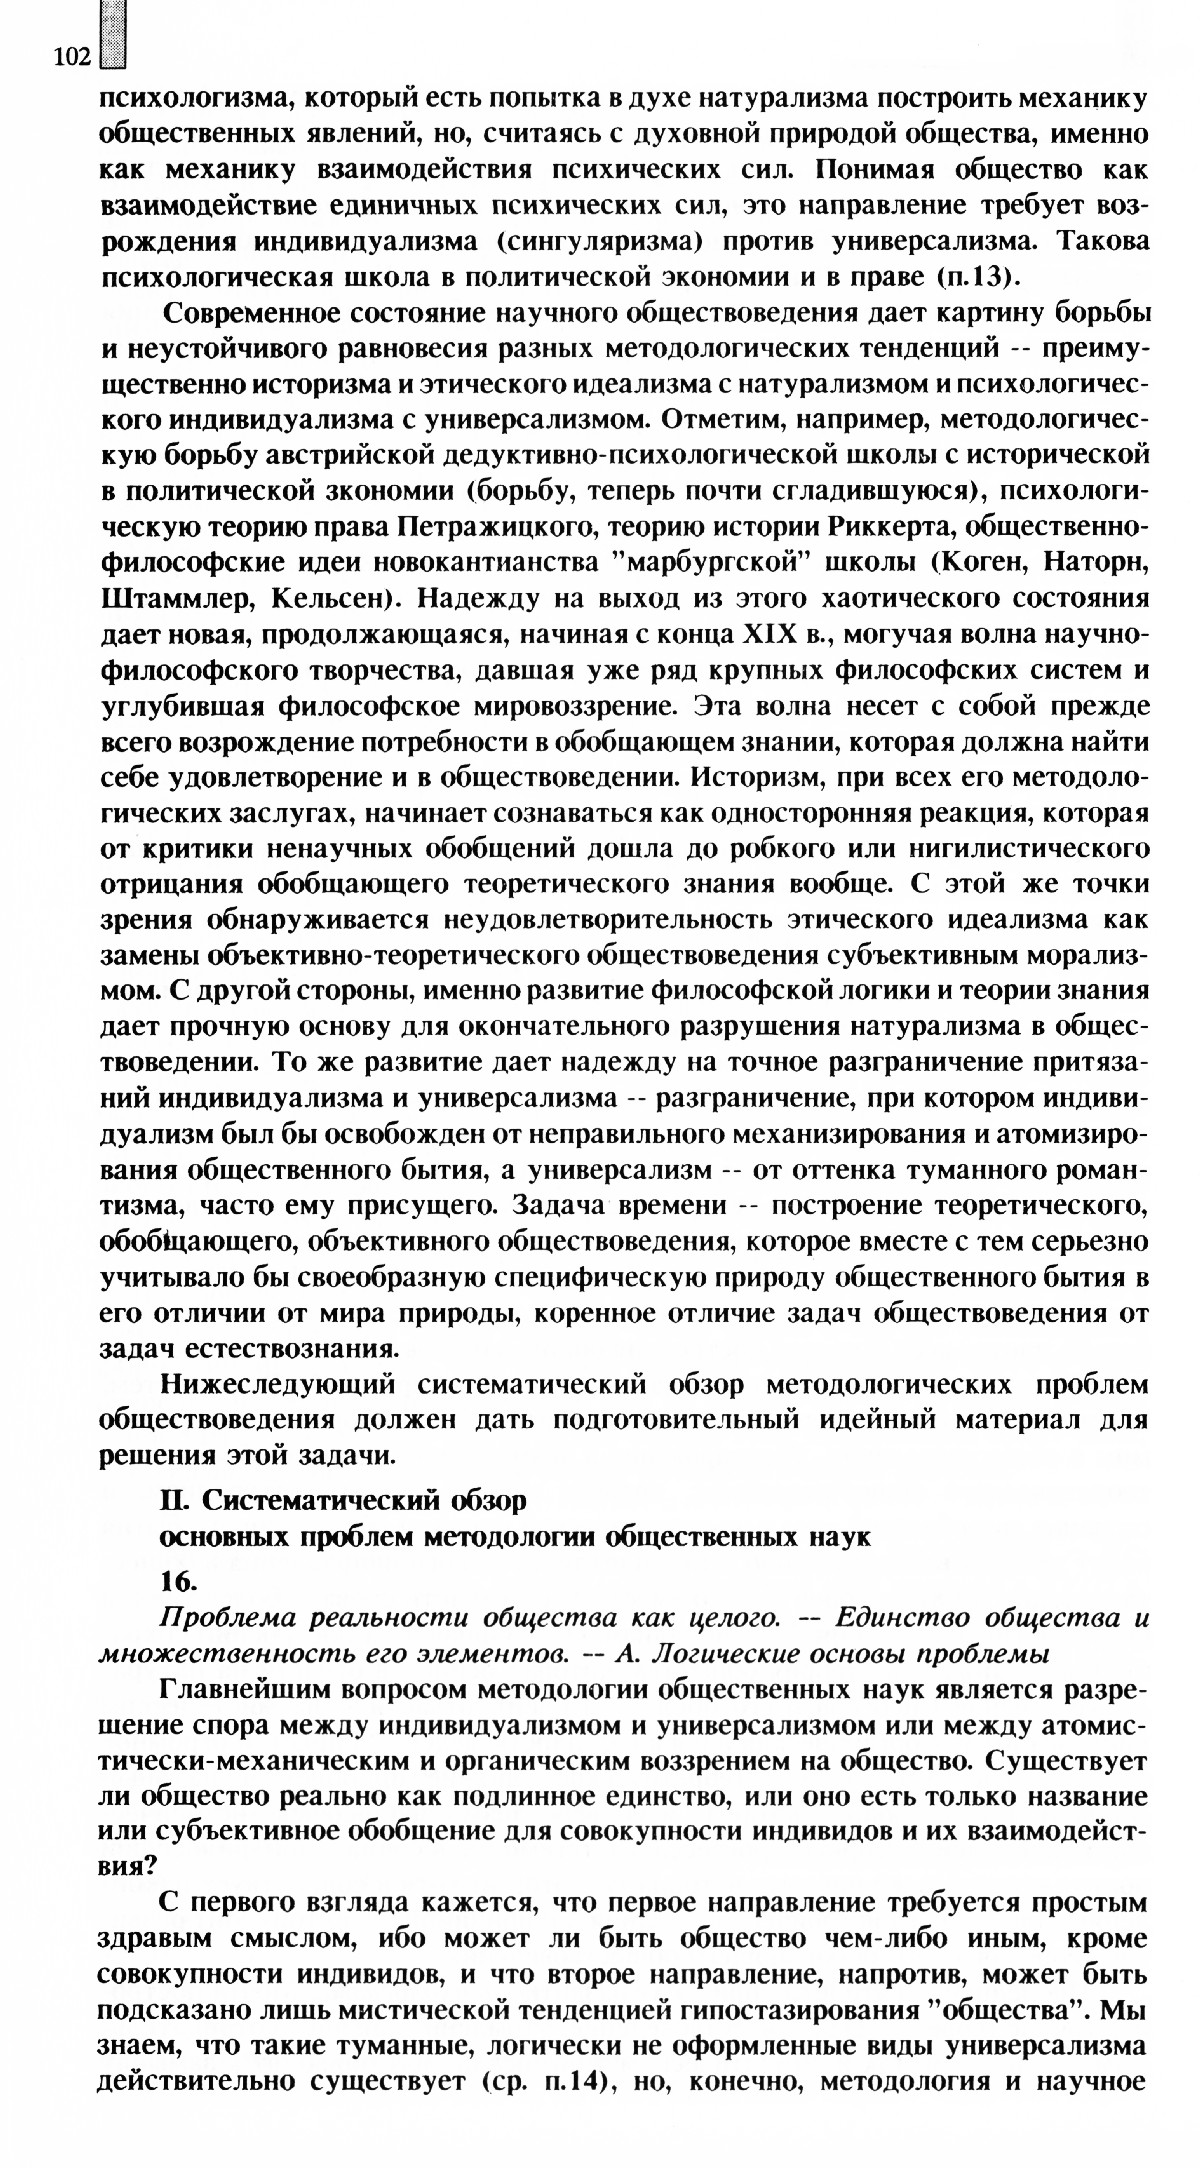 102
психологизма, который есть попытка в духе натурализма построить механику
общественных явлений, но, считаясь с духовной природой общества, именно
как механику взаимодействия психических сил. Понимая общество как
взаимодействие единичных психических сил, это направление требует воз-
рождения индивидуализма (сингуляризма) против универсализма. Такова
психологическая школа в политической экономии и в праве (п.13).
Современное состояние научного обществоведения дает картину борьбы
и неустойчивого равновесия разных методологических тенденций -- преиму-
щественно историзма и этического идеализма с натурализмом и психологичес-
кого индивидуализма с универсализмом. Отметим, например, методологичес-
кую борьбу австрийской дедуктивно-психологической школы с исторической
в политической зкономии (борьбу, теперь почти сгладившуюся), психологи-
ческую теорию права Петражицкого, теорию истории Риккерта, общественно-
философские идеи новокантианства ”марбургской” школы (Коген, Наторн,
Штаммлер, Кельсен). Надежду на выход из этого хаотического состояния
дает новая, продолжающаяся, начиная с конца XIX в., могучая волна научно-
философского творчества, давшая уже ряд крупных философских систем и
углубившая философское мировоззрение. Эта волна несет с собой прежде
всего возрождение потребности в обобщающем знании, которая должна найти
себе удовлетворение и в обществоведении. Историзм, при всех его методоло-
гических заслугах, начинает сознаваться как односторонняя реакция, которая
от критики ненаучных обобщений дошла до робкого или нигилистического
отрицания обобщающего теоретического знания вообще. С этой же точки
зрения обнаруживается неудовлетворительность этического идеализма как
замены объективно-теоретического обществоведения субъективным морализ-
мом. С другой стороны, именно развитие философской логики и теории знания
дает прочную основу для окончательного разрушения натурализма в общес-
твоведении. То же развитие дает надежду на точное разграничение притяза-
ний индивидуализма и универсализма -- разграничение, при котором индиви-
дуализм был бы освобожден от неправильного механизирования и атомизиро-
вания общественного бытия, а универсализм -- от оттенка туманного роман-
тизма, часто ему присущего. Задача времени -- построение теоретического,
обобщающего, объективного обществоведения, которое вместе с тем серьезно
учитывало бы своеобразную специфическую природу общественного бытия в
его отличии от мира природы, коренное отличие задач обществоведения от
задач естествознания.
Нижеследующий систематический обзор методологических проблем
обществоведения должен дать подготовительный идейный материал для
решения этой задачи.
II. Систематический обзор
основных проблем методологии общественных наук
16.
Проблема реальности общества как целого. -- Единство общества и
множественность его элементов. -- А. Логические основы проблемы
Главнейшим вопросом методологии общественных наук является разре-
шение спора между индивидуализмом и универсализмом или между атомис-
тически-механическим и органическим воззрением на общество. Существует
ли общество реально как подлинное единство, или оно есть только название
или субъективное обобщение для совокупности индивидов и их взаимодейст-
вия?
С первого взгляда кажется, что первое направление требуется простым
здравым смыслом, ибо может ли быть общество чем-либо иным, кроме
совокупности индивидов, и что второе направление, напротив, может быть
подсказано лишь мистической тенденцией гипостазирования ”общества”. Мы
знаем, что такие туманные, логически не оформленные виды универсализма
действительно существует (ср. п.14), но, конечно, методология и научное